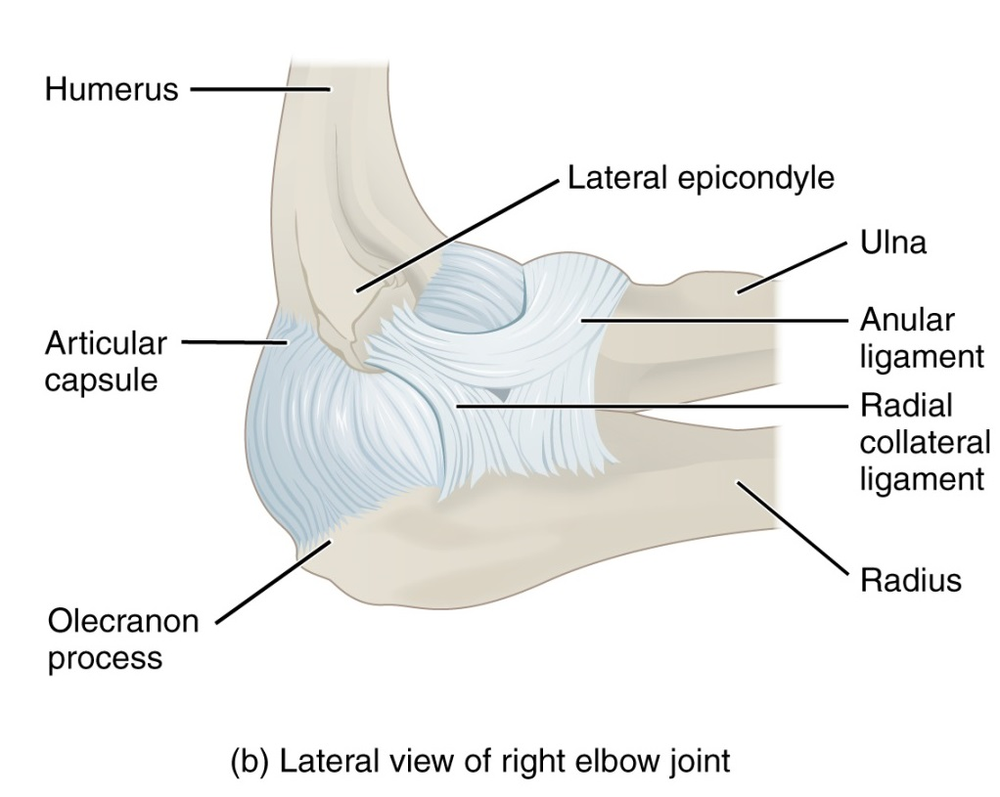 Humerus
Lateral epicondyle
Ulna
Articular
capsule
Anular
ligament
Radial
collateral
ligament
Radius
Olecranon
process
(b) Lateral view of right elbow joint